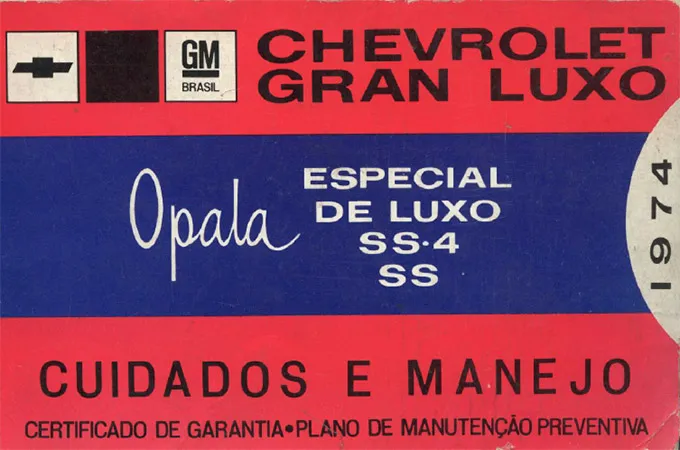 GM
BRASIL
CHEVROLET
GRAN LUXO
Opala
ESPECIAL
DE LUXO
SS·4
SS
1974
CUIDADOS E MANEJO
CERTIFICADO DE GARANTIA•PLANO DE MANUTENÇÃO PREVENTIVA